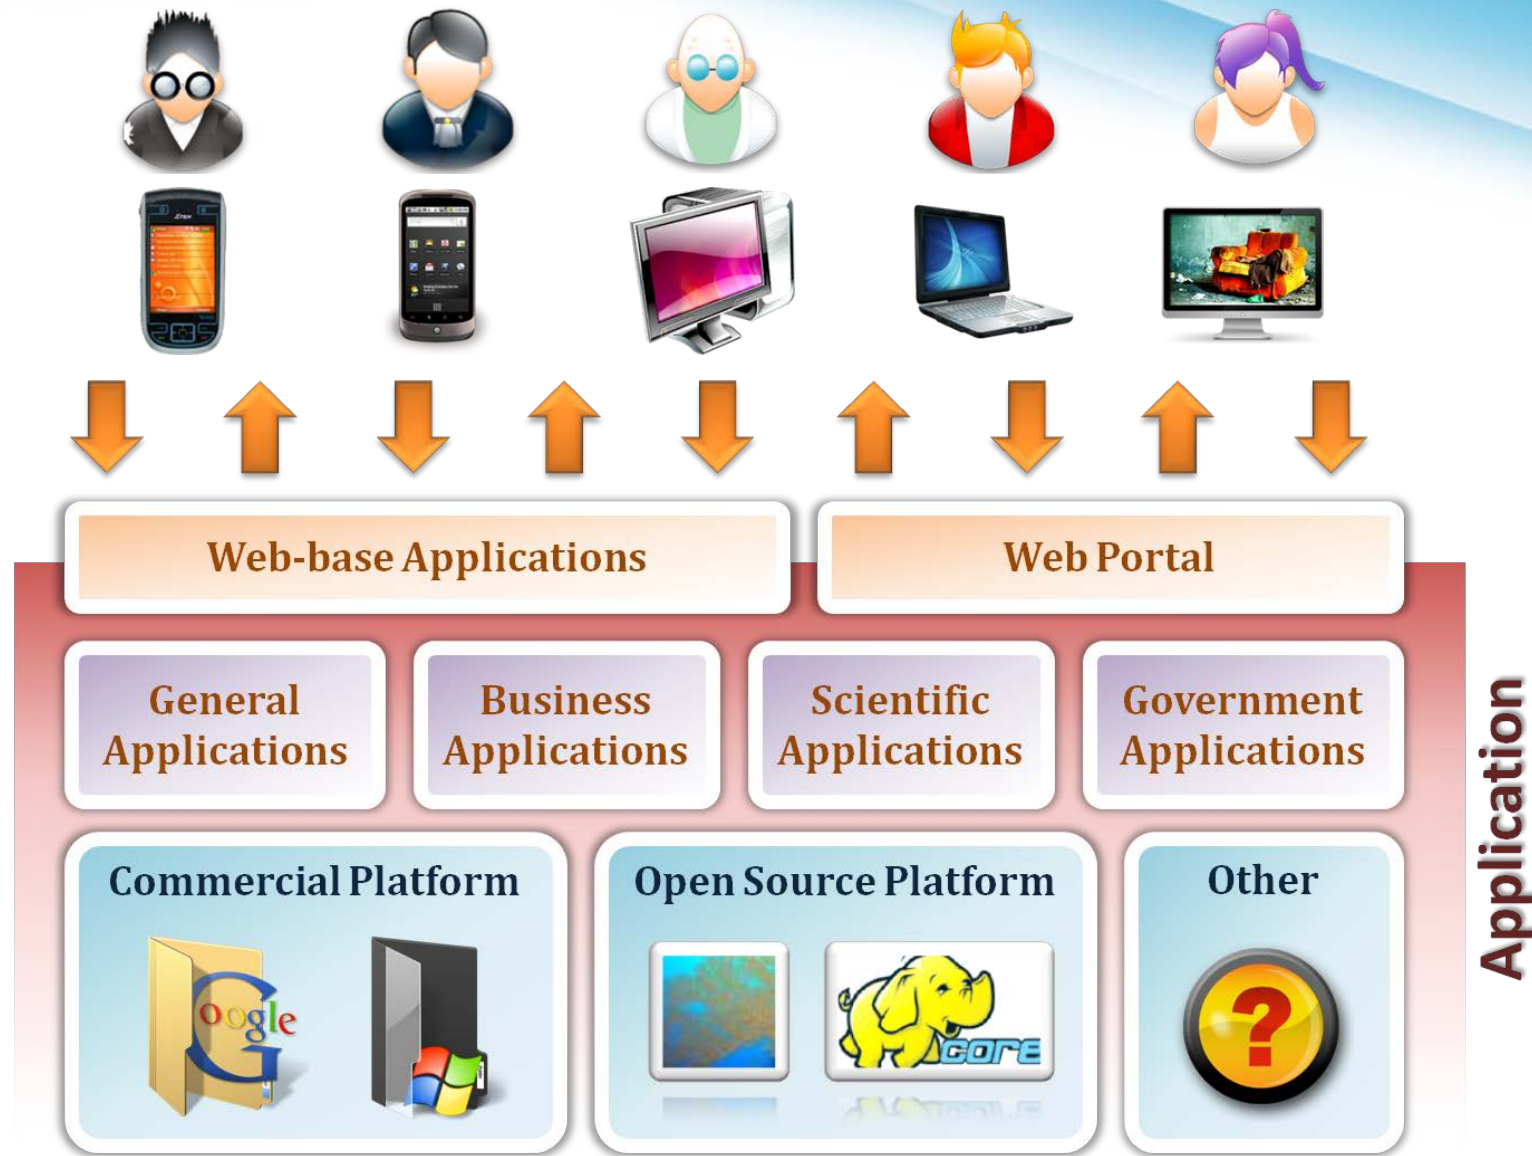 Web-base Applications
Web Portal
General
Applications
Business
Applications
Scientific
Applications
Government
Applications
Commercial Platform
Open Source Platform
Other
Google
core
Application